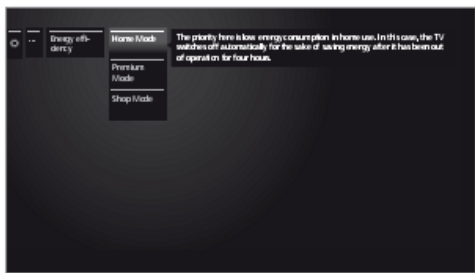 ...
Energy effi-
ciency
Home Mode
Premium
Mode
Shop Mode
The priority here is low energy consumption in home use. In this case, the TV
switches off automatically for the sake of saving energy after it has been out
of operation for four hours.